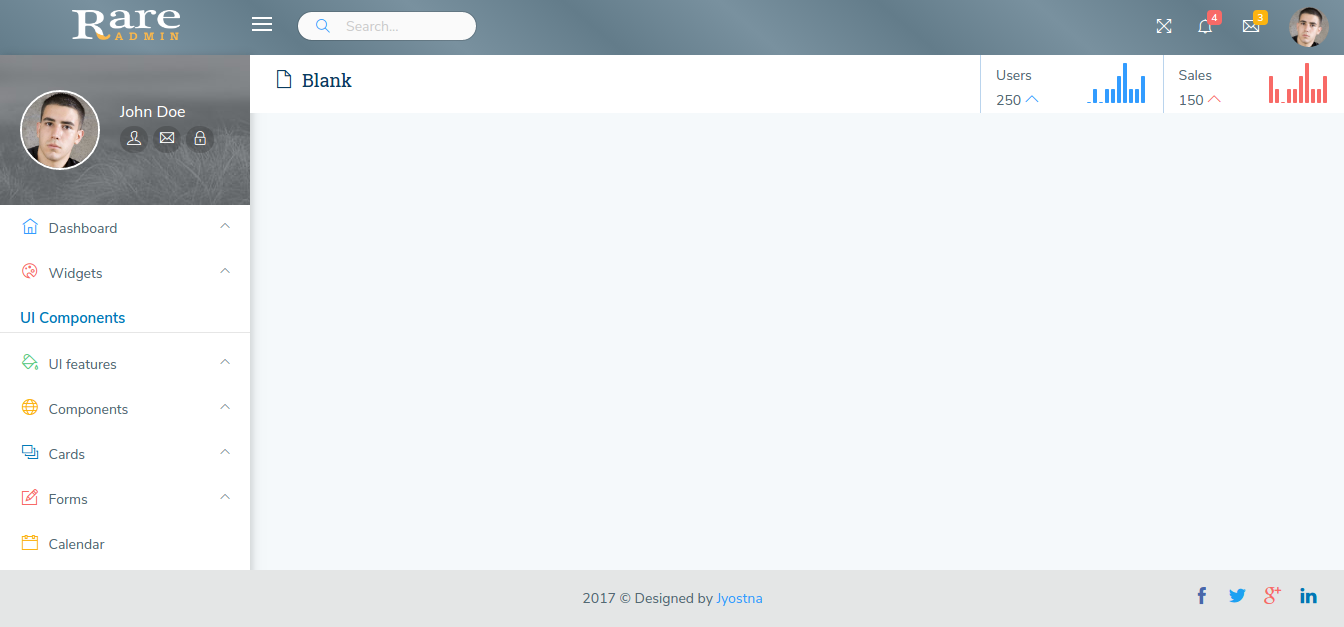 Rare
ADMIN
Search...
4
3
John Doe
Blank
Users
250
Sales
150
Dashboard
Widgets
UI Components
UI features
Components
Cards
Forms
Calendar
2017 © Designed by Jyostna